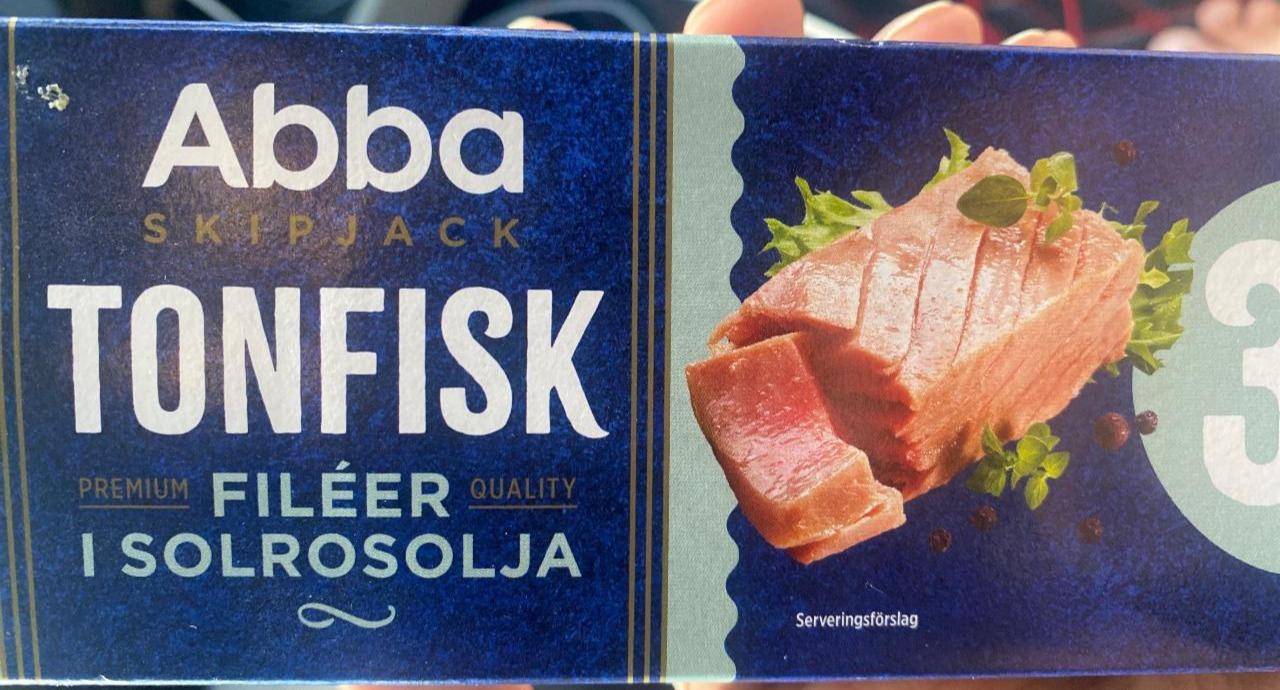 Abba
SKIPJACK
TONFISK
PREMIUM FILÉER QUALITY
I SOLROSOLJA
Serveringsförslag
3